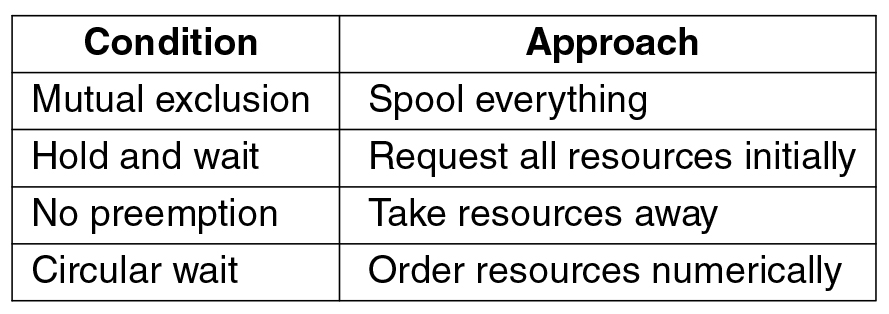 Condition Approach
Mutual exclusion Spool everything
Hold and wait Request all resources initially
No preemption Take resources away
Circular wait Order resources numerically